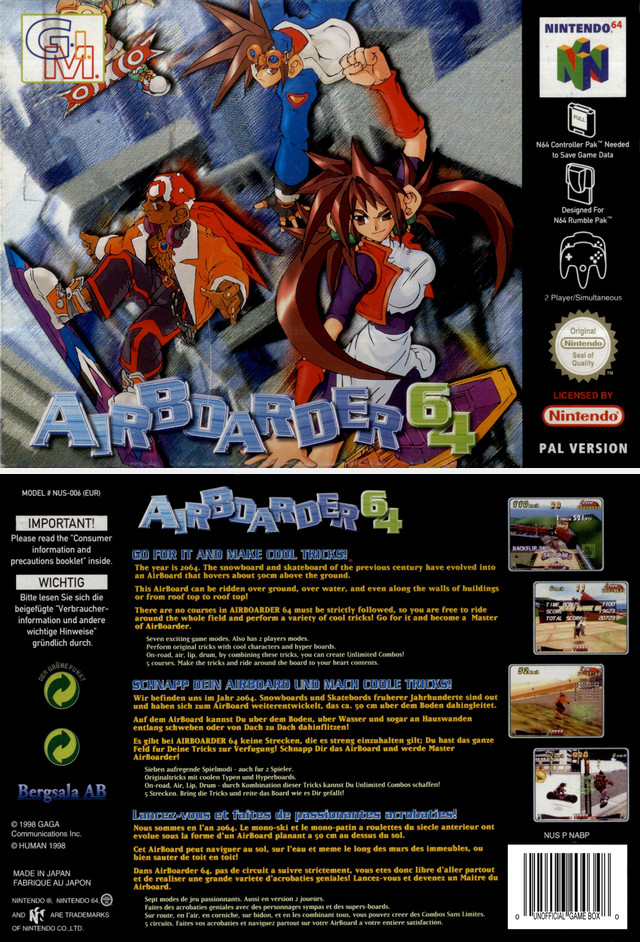 G.M.
NINTENDO 64
PULL
N64 Controller Pak™ Needed
to Save Game Data
Designed For
N64 Rumble Pak™
2 Player/Simultaneous
Original
Nintendo
Seal of
Quality
TM
LICENSED BY
Nintendo®
PAL VERSION
AIRBOARDER 64
MODEL # NUS-006 (EUR)
IMPORTANT!
Please read the "Consumer
information and
precautions booklet" inside.
WICHTIG
Bitte lesen Sie sich die
beigefügte "Verbraucher-
information und andere
wichtige Hinweise"
gründlich durch.
DER GRÜNE PUNKT
Bergsala AB
© 1998 GAGA
Communications Inc.
© HUMAN 1998
MADE IN JAPAN
FABRIQUE AU JAPON
NINTENDO ®, NINTENDO 64,
AND ARE TRADEMARKS
OF NINTENDO CO.,LTD.
AIRBOARDER 64
GO FOR IT AND MAKE COOL TRICKS!
The year is 2064. The snowboard and skateboard of the previous century have evolved into
an AirBoard that hovers about 50cm above the ground.
This AirBoard can be ridden over ground, over water, and even along the walls of buildings
or from roof top to roof top!
There are no courses in AIRBOARDER 64 must be strictly followed, so you are free to ride
around the whole field and perform a variety of cool tricks! Go for it and become a Master
of AirBoarder.
Seven exciting game modes. Also has 2 players modes.
Perform original tricks with cool characters and hyper boards.
On-road, air, lip, drum, by combining these tricks, you can create Unlimited Combos!
5 courses. Make the tricks and ride around the board to your heart contents.
SCHNAPP DEIN AIRBOARD UND MACH COOLE TRICKS!
Wir befinden uns im Jahr 2064. Snowboards und Skatebords fruherer Jahrhunderte sind out
und haben sich zum AirBoard weiterentwickelt, das ca. 50 cm uber dem Boden dahingleitet.
Auf dem AirBoard kannst Du uber dem Boden, uber Wasser und sogar an Hauswanden
entlang schweben oder von Dach zu Dach dahinflitzen!
Es gibt bei AIRBOARDER 64 keine Strecken, die es streng einzuhalten gilt; Du hast das ganze
Feld fur Deine Tricks zur Verfugung! Schnapp Dir das AirBoard und werde Master
AirBoarder!
Sieben aufregende Spielmodi - auch fur 2 Spieler.
Originaltricks mit coolen Typen und Hyperboards.
On-road, Air, Lip, Drum - durch Kombination dieser Tricks kannst Du Unlimited Combos schaffen!
5 Strecken. Bring die Tricks und reite das Board wie es Dir gefallt!
Lancez-vous et faites de passionantes acrobaties!
Nous sommes en l'an 2064. Le mono-ski et le mono-patin a roulettes du siecle anterieur ont
evolue sous la forme d'un AirBoard planant a 50 cm au dessus du sol.
Cet AirBoard peut naviguer au sol, sur l'eau et meme le long des murs des immeubles, ou
bien sauter de toit en toit!
Dans AirBoarder 64, pas de circuit a suivre strictement, vous etes donc libre d'aller partout
et de realiser une grande variete d'acrobaties geniales! Lancez-vous et devenez un Maitre du
AirBoard.
Sept modes de jeu passionnants. Aussi en version 2 joueurs.
Faites des acrobaties geniales avec des personnages sympas et des supers-boards.
Sur route, en l'air, en corniche, sur bidon, et en les combinant tous, vous pouvez creer des Combos Sans Limites.
5 circuits. Faites vos acrobaties et naviguez partout sur votre AirBoard a votre entiere satisfaction.
NUS P NABP
0 UNOFFICIAL GAME BOX 0